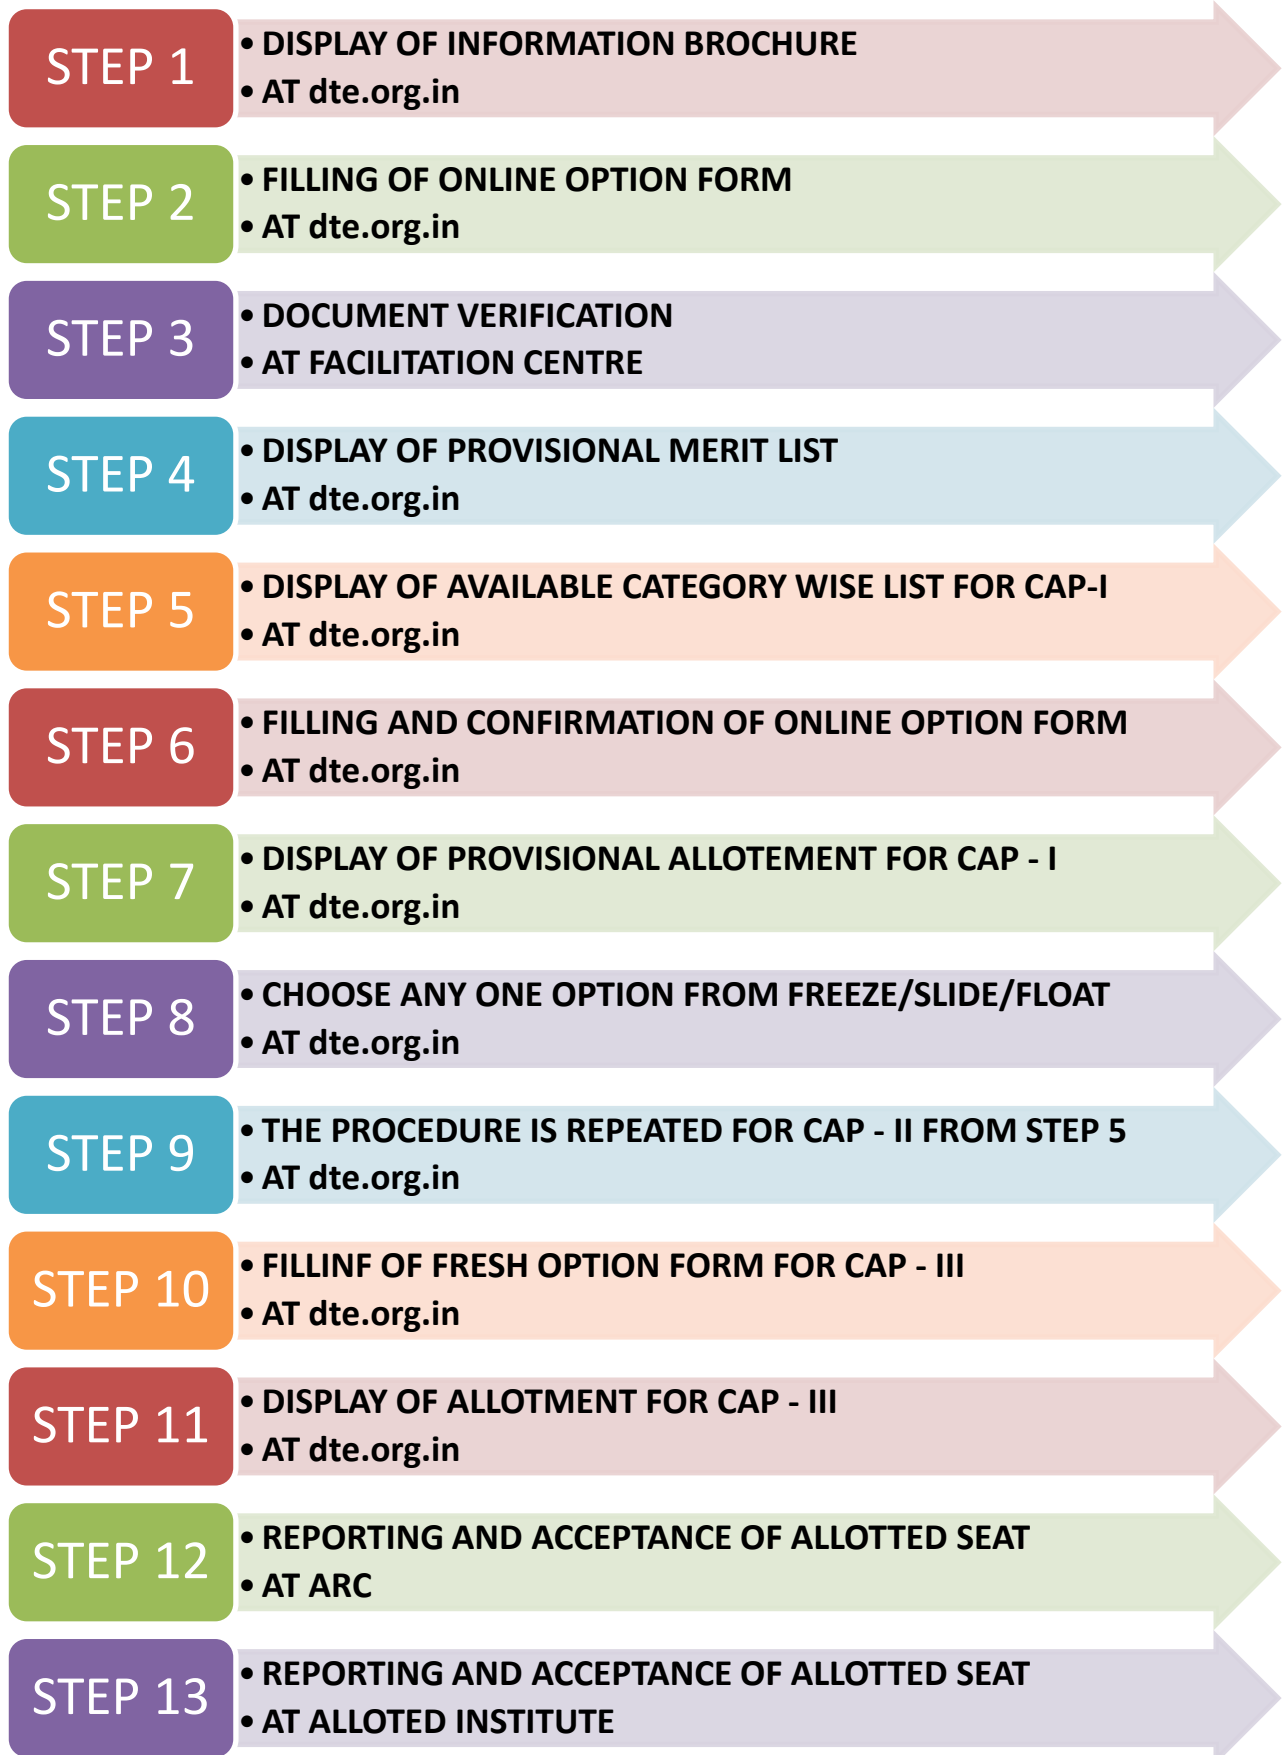 STEP 1
• DISPLAY OF INFORMATION BROCHURE
• AT dte.org.in
STEP 2
• FILLING OF ONLINE OPTION FORM
• AT dte.org.in
STEP 3
• DOCUMENT VERIFICATION
• AT FACILITATION CENTRE
STEP 4
• DISPLAY OF PROVISIONAL MERIT LIST
• AT dte.org.in
STEP 5
• DISPLAY OF AVAILABLE CATEGORY WISE LIST FOR CAP-I
• AT dte.org.in
STEP 6
• FILLING AND CONFIRMATION OF ONLINE OPTION FORM
• AT dte.org.in
STEP 7
• DISPLAY OF PROVISIONAL ALLOTEMENT FOR CAP - I
• AT dte.org.in
STEP 8
• CHOOSE ANY ONE OPTION FROM FREEZE/SLIDE/FLOAT
• AT dte.org.in
STEP 9
• THE PROCEDURE IS REPEATED FOR CAP - II FROM STEP 5
• AT dte.org.in
STEP 10
• FILLINF OF FRESH OPTION FORM FOR CAP - III
• AT dte.org.in
STEP 11
• DISPLAY OF ALLOTMENT FOR CAP - III
• AT dte.org.in
STEP 12
• REPORTING AND ACCEPTANCE OF ALLOTTED SEAT
• AT ARC
STEP 13
• REPORTING AND ACCEPTANCE OF ALLOTTED SEAT
• AT ALLOTED INSTITUTE